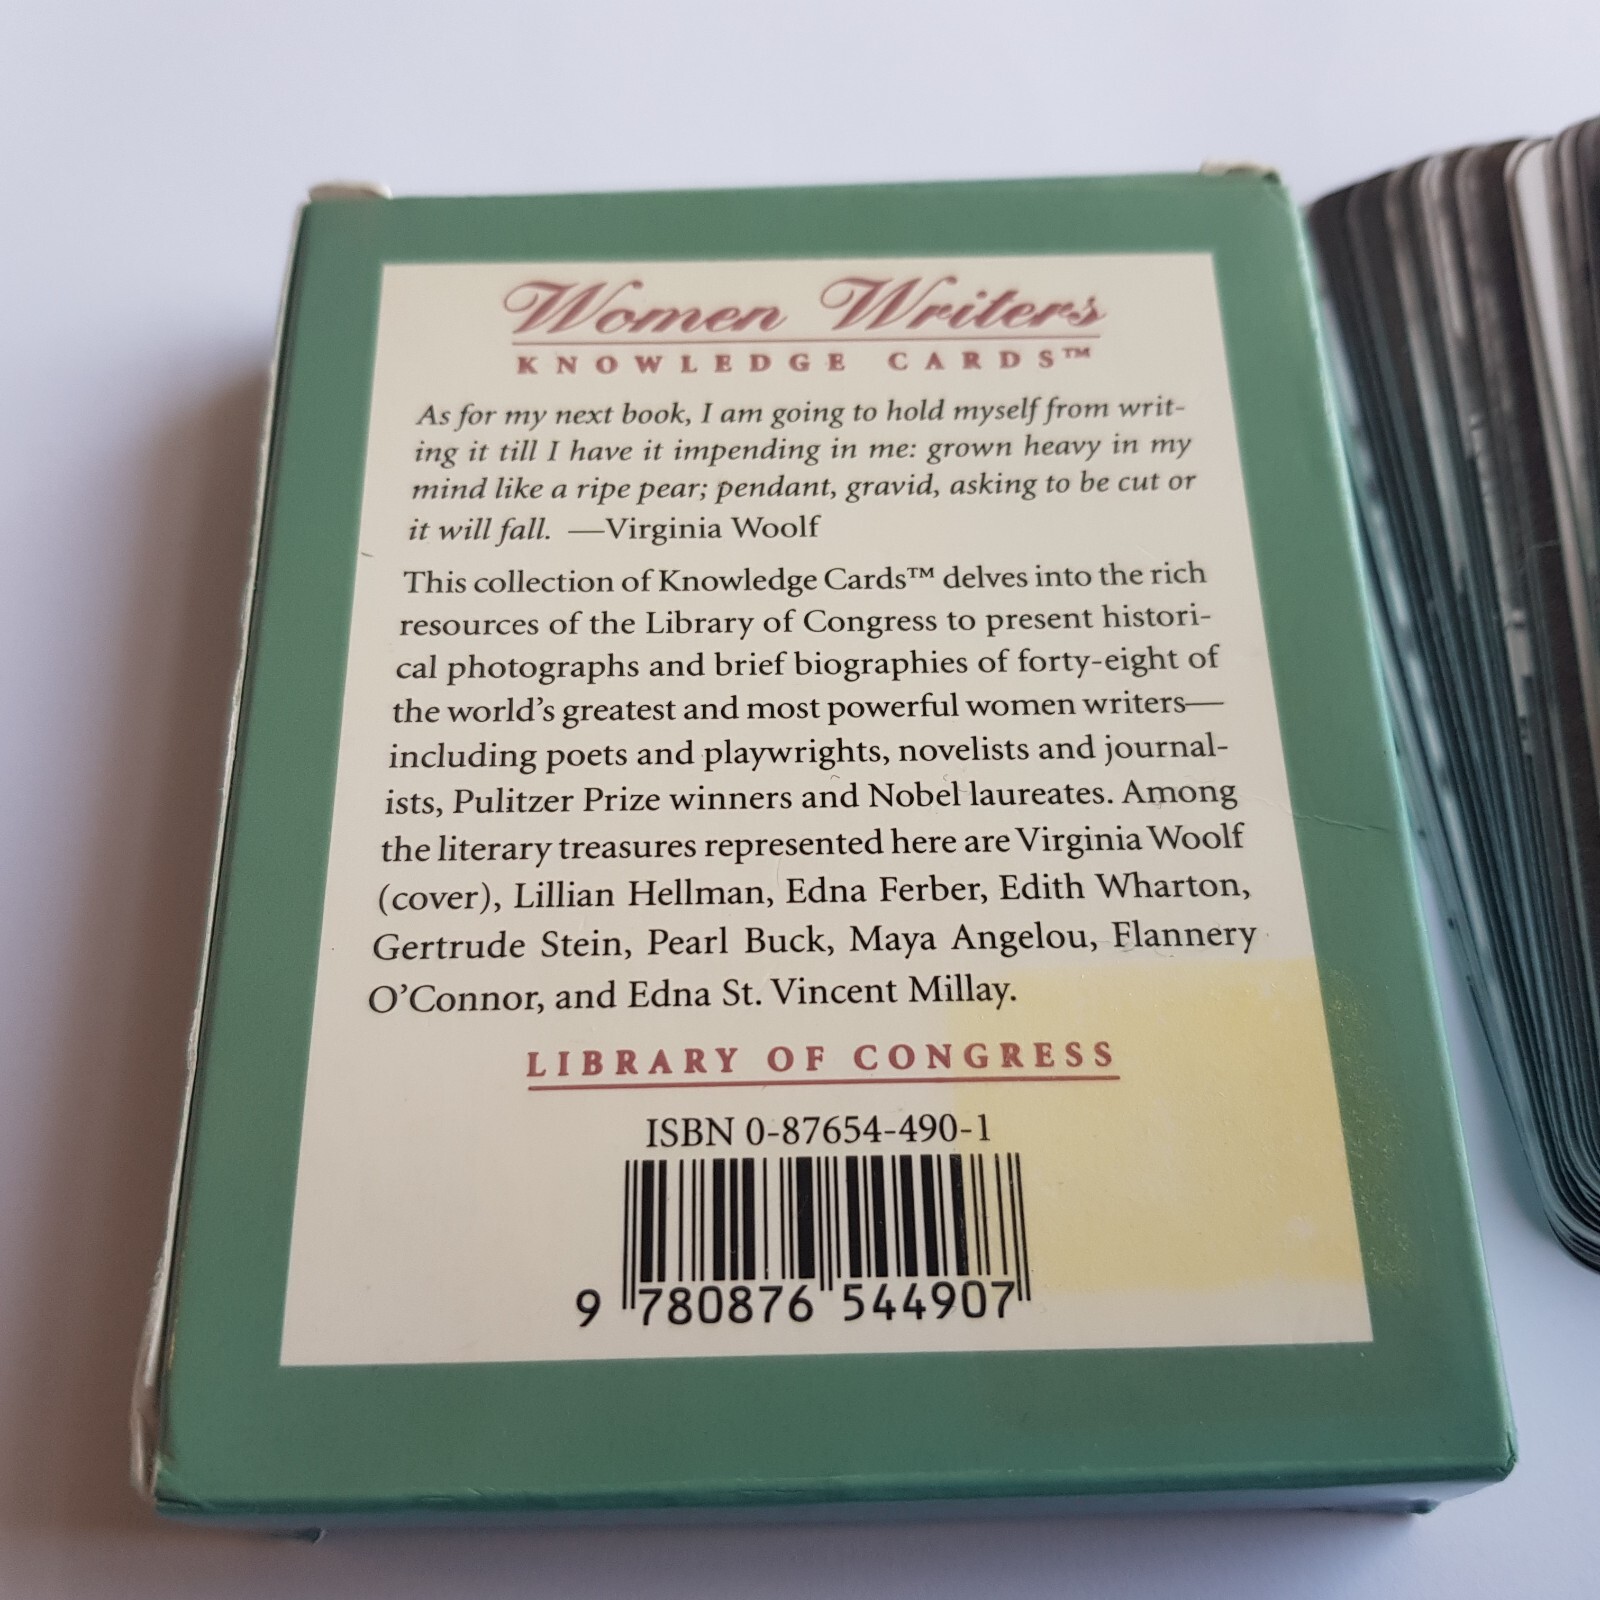 Women Writers
KNOWLEDGE CARDS™
As for my next book, I am going to hold myself from writ-
ing it till I have it impending in me: grown heavy in my
mind like a ripe pear; pendant, gravid, asking to be cut or
it will fall. —Virginia Woolf
This collection of Knowledge Cards™ delves into the rich
resources of the Library of Congress to present histori-
cal photographs and brief biographies of forty-eight of
the world's greatest and most powerful women writers—
including poets and playwrights, novelists and journal-
ists, Pulitzer Prize winners and Nobel laureates. Among
the literary treasures represented here are Virginia Woolf
(cover), Lillian Hellman, Edna Ferber, Edith Wharton,
Gertrude Stein, Pearl Buck, Maya Angelou, Flannery
O'Connor, and Edna St. Vincent Millay.
LIBRARY OF CONGRESS
ISBN 0-87654-490-1
9 780876 544907